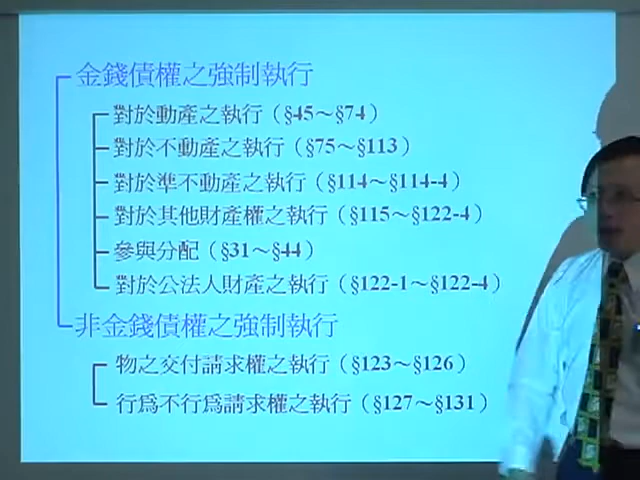 金錢債權之強制執行
對於動產之執行（§45～§74）
對於不動產之執行（§75～§113）
對於準不動產之執行（§114～§114-4）
對於其他財產權之執行（§115～§122-4）
參與分配（§31～§44）
對於公法人財產之執行（§122-1～§122-4）
非金錢債權之強制執行
物之交付請求權之執行（§123～§126）
行為不行為請求權之執行（§127～§131）